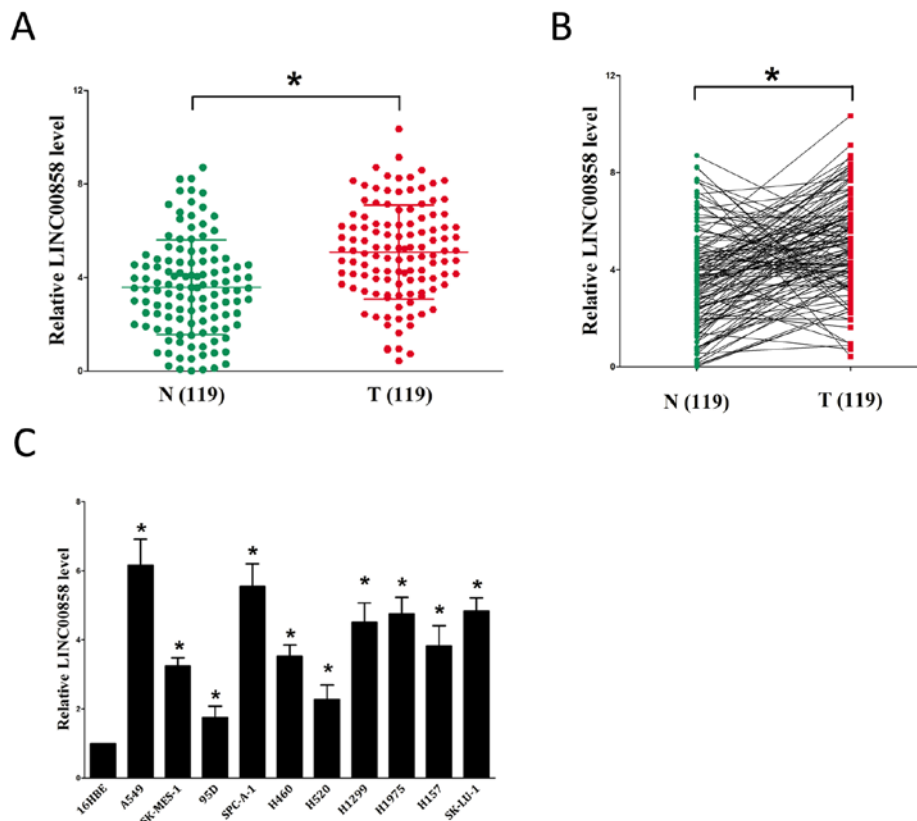 A
Relative LINC00858 level
12
8
4
0
*
N (119)
T (119)
B
Relative LINC00858 level
12
8
4
0
*
N (119)
T (119)
C
Relative LINC00858 level
8
6
4
2
0
* * * * * * * * * *
16HBE
A549
SK-MES-1
95D
SPC-A-1
H460
H520
H1299
H1975
H157
SK-LU-1